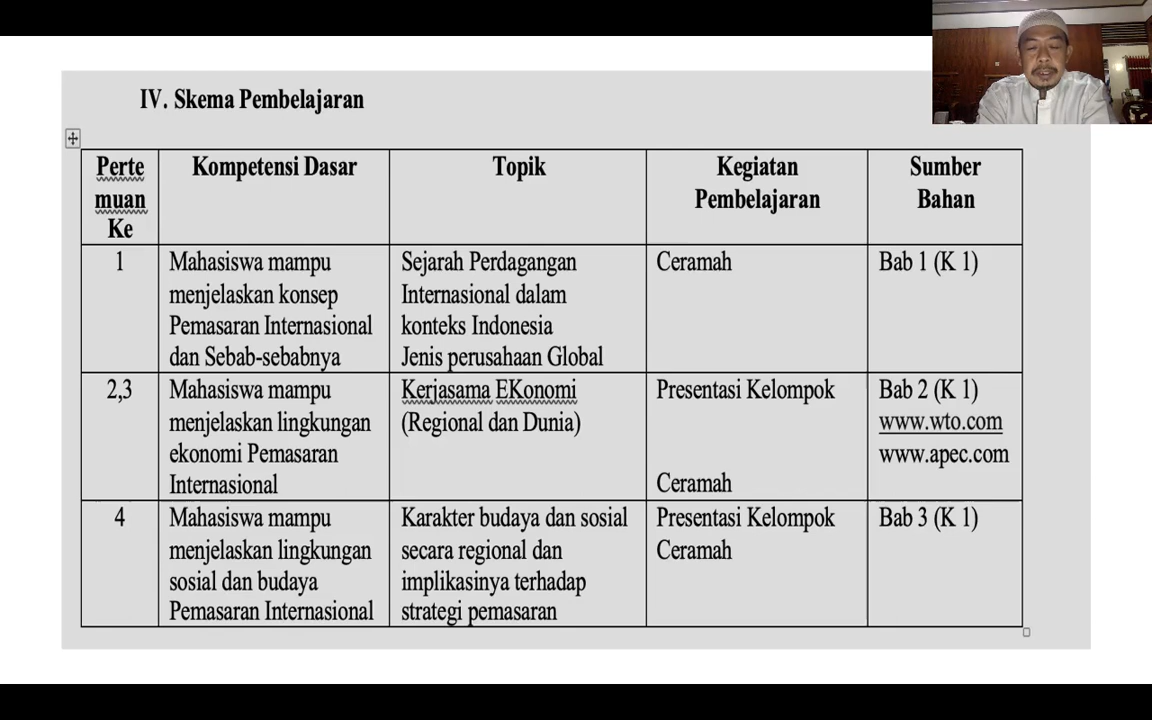 IV. Skema Pembelajaran
Perte
muan
Ke
Kompetensi Dasar
Topik
Kegiatan
Pembelajaran
Sumber
Bahan
1
Mahasiswa mampu
menjelaskan konsep
Pemasaran Internasional
dan Sebab-sebabnya
Sejarah Perdagangan
Internasional dalam
konteks Indonesia
Jenis perusahaan Global
Ceramah
Bab 1 (K 1)
2,3
Mahasiswa mampu
menjelaskan lingkungan
ekonomi Pemasaran
Internasional
Kerjasama EKonomi
(Regional dan Dunia)
Presentasi Kelompok
Ceramah
Bab 2 (K 1)
www.wto.com
www.apec.com
4
Mahasiswa mampu
menjelaskan lingkungan
sosial dan budaya
Pemasaran Internasional
Karakter budaya dan sosial
secara regional dan
implikasinya terhadap
strategi pemasaran
Presentasi Kelompok
Ceramah
Bab 3 (K 1)